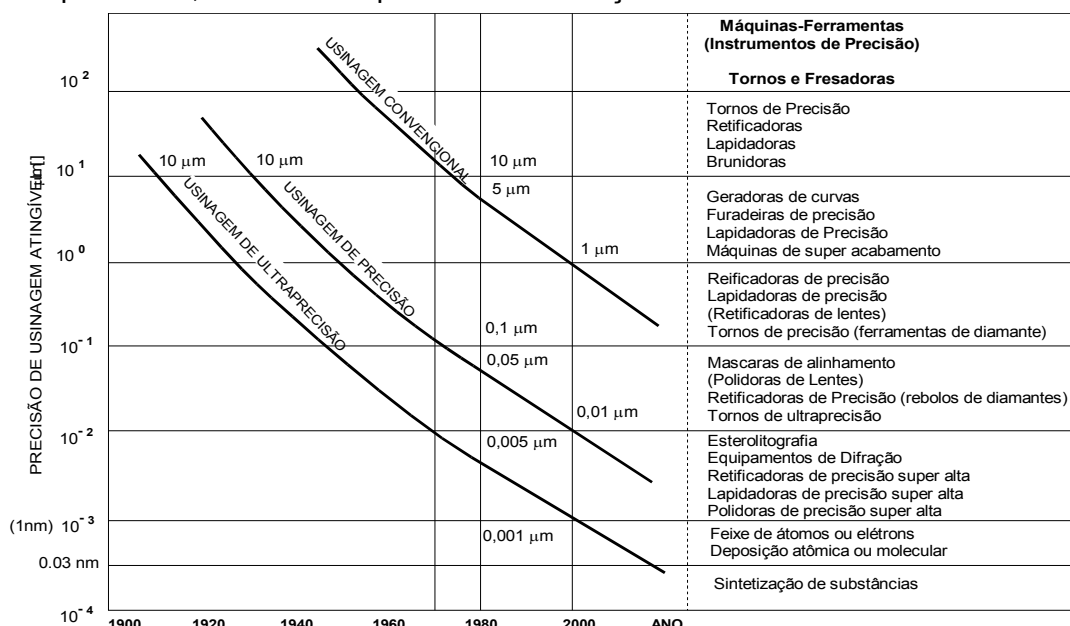 Máquinas-Ferramentas
(Instrumentos de Precisão)
Tornos e Fresadoras
Tornos de Precisão
Retificadoras
Lapidadoras
Brunidoras
Geradoras de curvas
Furadeiras de precisão
Lapidadoras de Precisão
Máquinas de super acabamento
Reificadoras de precisão
Lapidadoras de precisão
(Retificadoras de lentes)
Tornos de precisão (ferramentas de diamante)
Mascaras de alinhamento
(Polidoras de Lentes)
Retificadoras de Precisão (rebolos de diamantes)
Tornos de ultraprecisão
Esterolitografia
Equipamentos de Difração
Retificadoras de precisão super alta
Lapidadoras de precisão super alta
Polidoras de precisão super alta
Feixe de átomos ou elétrons
Deposição atômica ou molecular
Sintetização de substâncias
PRECISÃO DE USINAGEM ATINGÍVEL
10 2
10 1
10 0
10 -1
10 -2
(1nm) 10 -3
0.03 nm
10 -4
USINAGEM CONVENCIONAL
USINAGEM DE PRECISÃO
USINAGEM DE ULTRAPRECISÃO
10 μm
10 μm
10 μm
5 μm
1 μm
0,1 μm
0,05 μm
0,01 μm
0,005 μm
0,001 μm
1900 1920 1940 1960 1980 2000 ANO